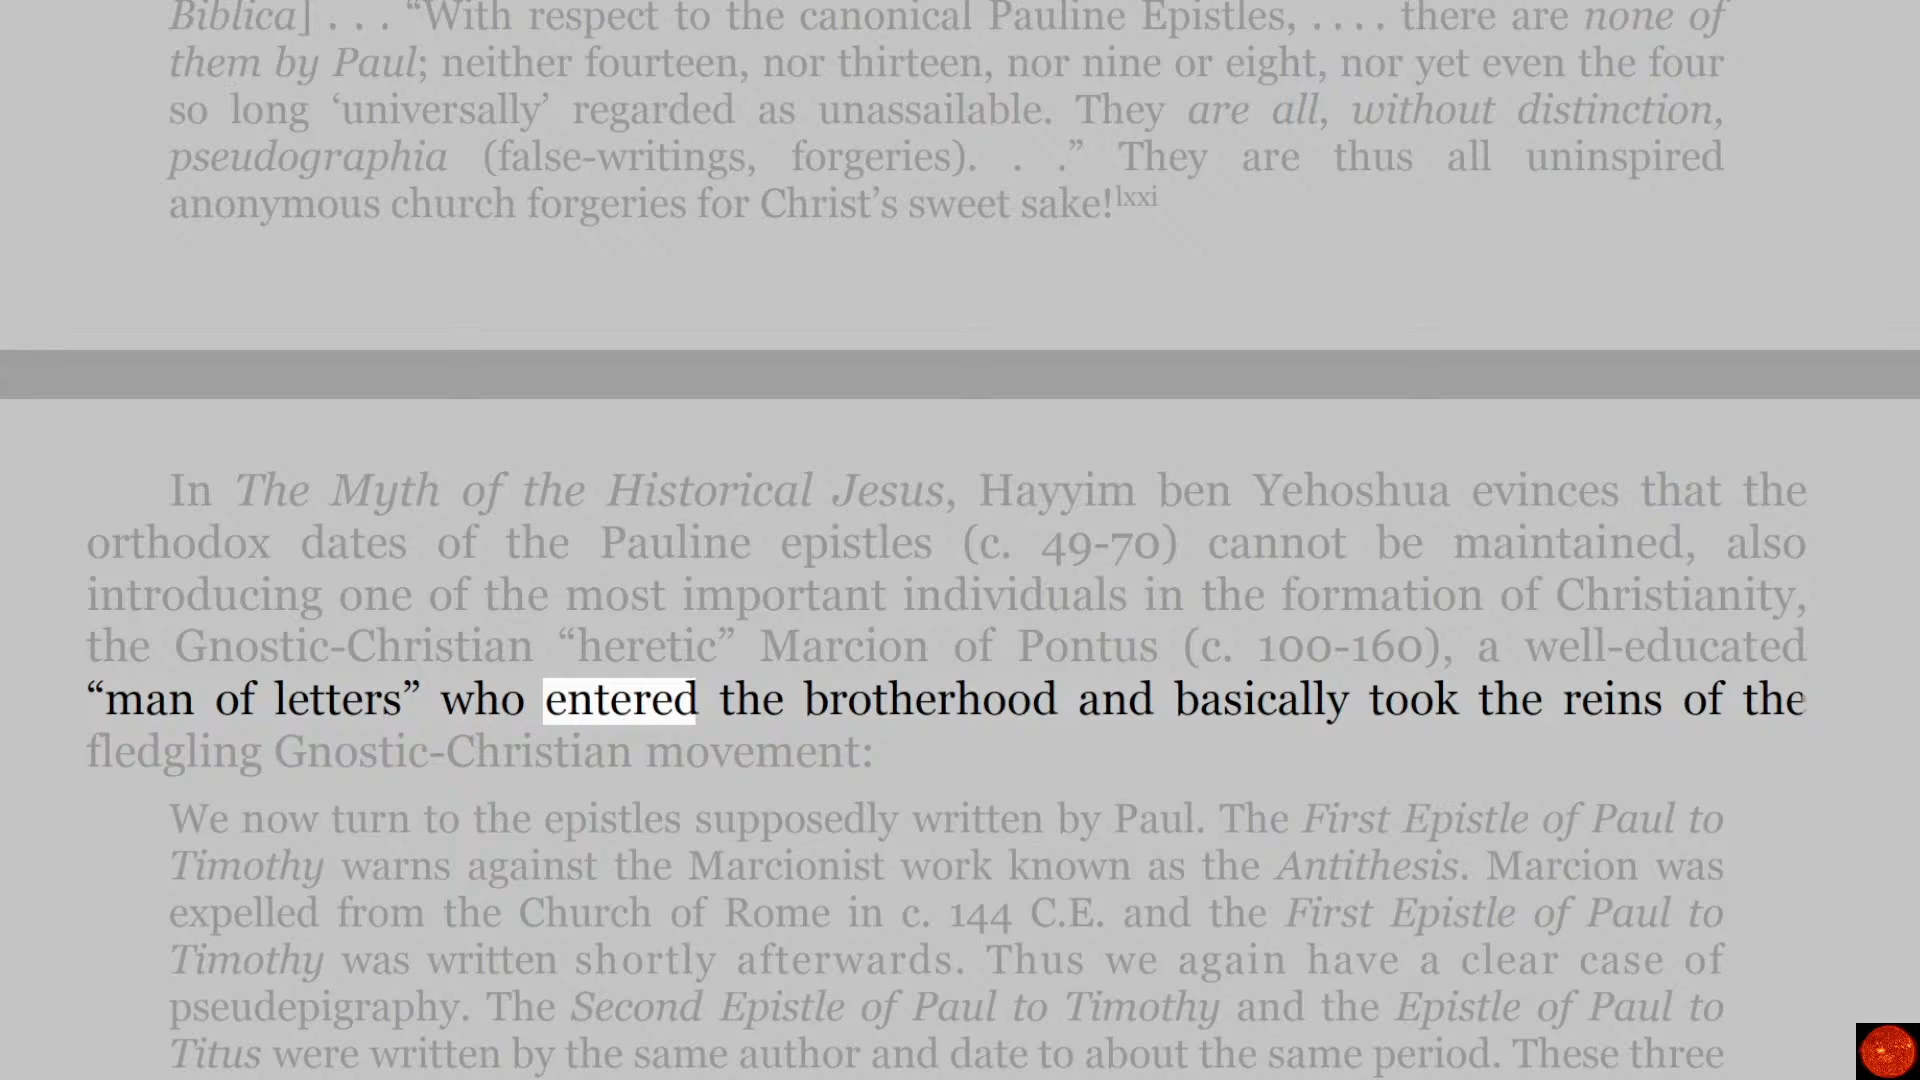 Biblica] . . . “With respect to the canonical Pauline Epistles, . . . . there are none of
them by Paul; neither fourteen, nor thirteen, nor nine or eight, nor yet even the four
so long ‘universally’ regarded as unassailable. They are all, without distinction,
pseudographia (false-writings, forgeries). . .” They are thus all uninspired
anonymous church forgeries for Christ’s sweet sake!lxxi
In The Myth of the Historical Jesus, Hayyim ben Yehoshua evinces that the
orthodox dates of the Pauline epistles (c. 49-70) cannot be maintained, also
introducing one of the most important individuals in the formation of Christianity,
the Gnostic-Christian “heretic” Marcion of Pontus (c. 100-160), a well-educated
“man of letters” who entered the brotherhood and basically took the reins of the
fledgling Gnostic-Christian movement:
We now turn to the epistles supposedly written by Paul. The First Epistle of Paul to
Timothy warns against the Marcionist work known as the Antithesis. Marcion was
expelled from the Church of Rome in c. 144 C.E. and the First Epistle of Paul to
Timothy was written shortly afterwards. Thus we again have a clear case of
pseudepigraphy. The Second Epistle of Paul to Timothy and the Epistle of Paul to
Titus were written by the same author and date to about the same period. These three